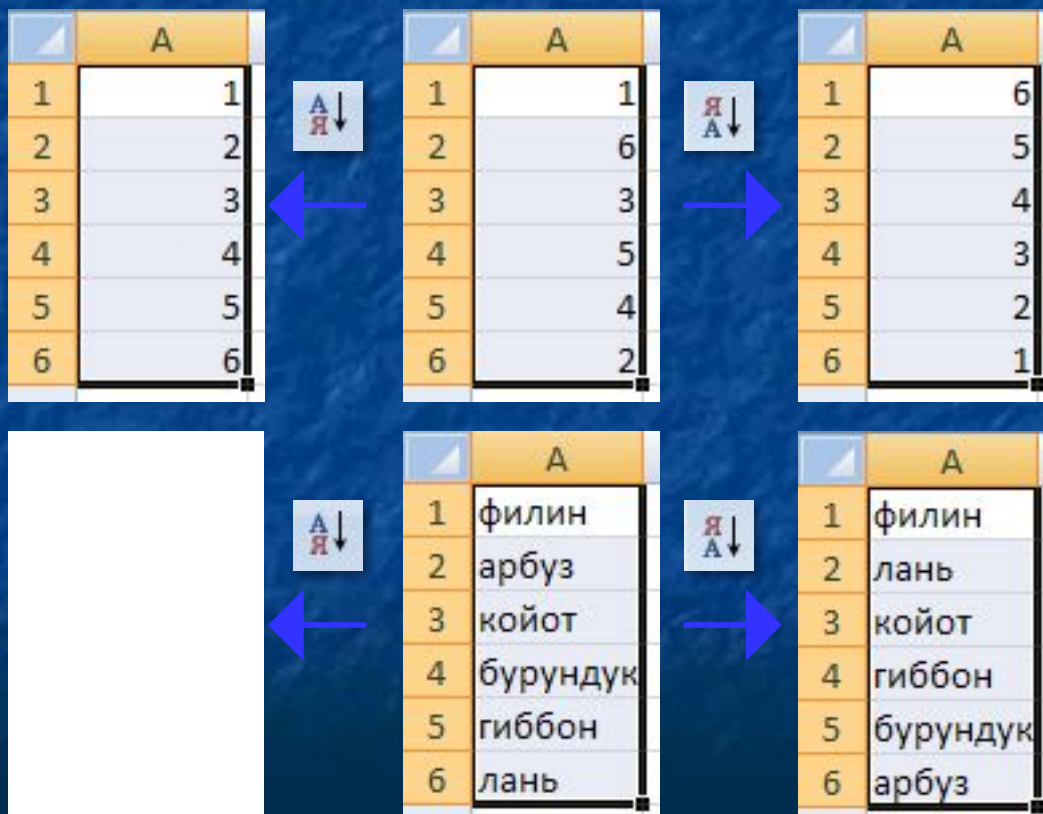 A
1 1
2 2
3 3
4 4
5 5
6 6
А
Я
A
1 1
2 6
3 3
4 5
5 4
6 2
Я
А
A
1 6
2 5
3 4
4 3
5 2
6 1
А
Я
A
1 филин
2 арбуз
3 койот
4 бурундук
5 гиббон
6 лань
Я
А
A
1 филин
2 лань
3 койот
4 гиббон
5 бурундук
6 арбуз